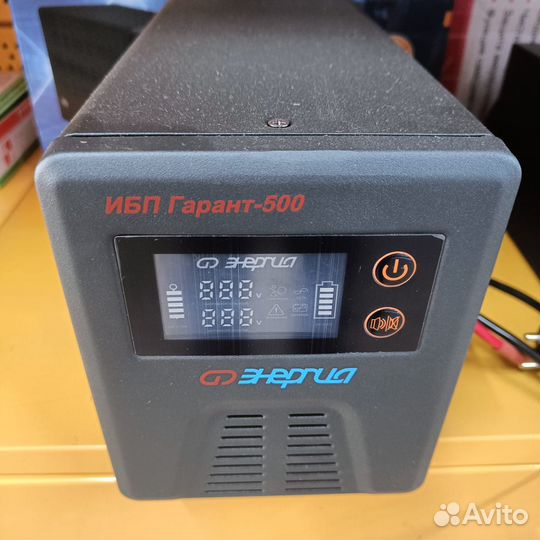 ИБП Гарант-500
Энергия
888 v
888 v
Энергия
Avito